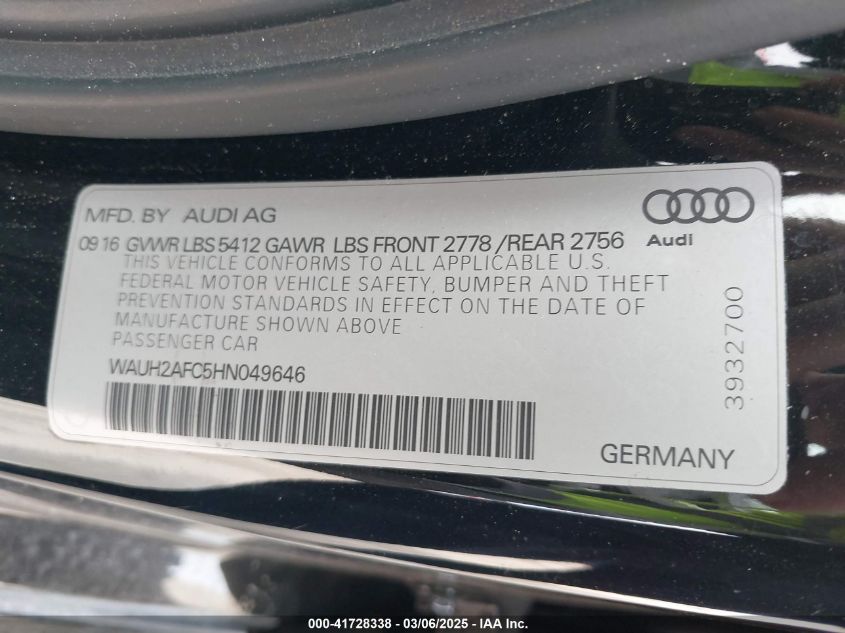 MFD. BY AUDI AG
09 16 GVWR LBS 5412 GAWR LBS FRONT 2778 /REAR 2756
Audi
THIS VEHICLE CONFORMS TO ALL APPLICABLE U.S.
FEDERAL MOTOR VEHICLE SAFETY, BUMPER AND THEFT
PREVENTION STANDARDS IN EFFECT ON THE DATE OF
MANUFACTURE SHOWN ABOVE
PASSENGER CAR
WAUH2AFC5HN049646
3932700
GERMANY
000-41728338 - 03/06/2025 - IAA Inc.